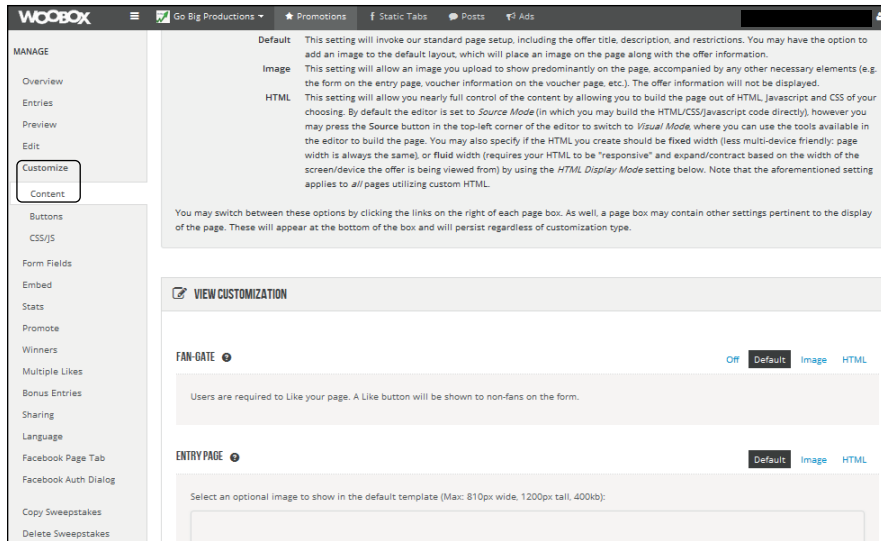 WOOBOX
Go Big Productions
Promotions
Static Tabs
Posts
Ads
MANAGE
Overview
Entries
Preview
Edit
Customize
Content
Buttons
CSS/JS
Form Fields
Embed
Stats
Promote
Winners
Multiple Likes
Bonus Entries
Sharing
Language
Facebook Page Tab
Facebook Auth Dialog
Copy Sweepstakes
Delete Sweepstakes
Default This setting will invoke our standard page setup, including the offer title, description, and restrictions. You may have the option to
add an image to the default layout, which will place an image on the page along with the offer information.
Image This setting will allow an image you upload to show predominantly on the page, accompanied by any other necessary elements (e.g.
the form on the entry page, voucher information on the voucher page, etc.). The offer information will not be displayed.
HTML This setting will allow you nearly full control of the content by allowing you to build the page out of HTML, Javascript and CSS of your
choosing. By default the editor is set to Source Mode (in which you may build the HTML/CSS/Javascript code directly), however you
may press the Source button in the top-left corner of the editor to switch to Visual Mode, where you can use the tools available in
the editor to build the page. You may also specify if the HTML you create should be fixed width (less multi-device friendly: page
width is always the same), or fluid width (requires your HTML to be "responsive" and expand/contract based on the width of the
screen/device the offer is being viewed from) by using the HTML Display Mode setting below. Note that the aforementioned setting
applies to all pages utilizing custom HTML.
You may switch between these options by clicking the links on the right of each page box. As well, a page box may contain other settings pertinent to the display
of the page. These will appear at the bottom of the box and will persist regardless of customization type.
VIEW CUSTOMIZATION
FAN-GATE ? Off Default Image HTML
Users are required to Like your page. A Like button will be shown to non-fans on the form.
ENTRY PAGE ? Default Image HTML
Select an optional image to show in the default template (Max: 810px wide, 1200px tall, 400kb):